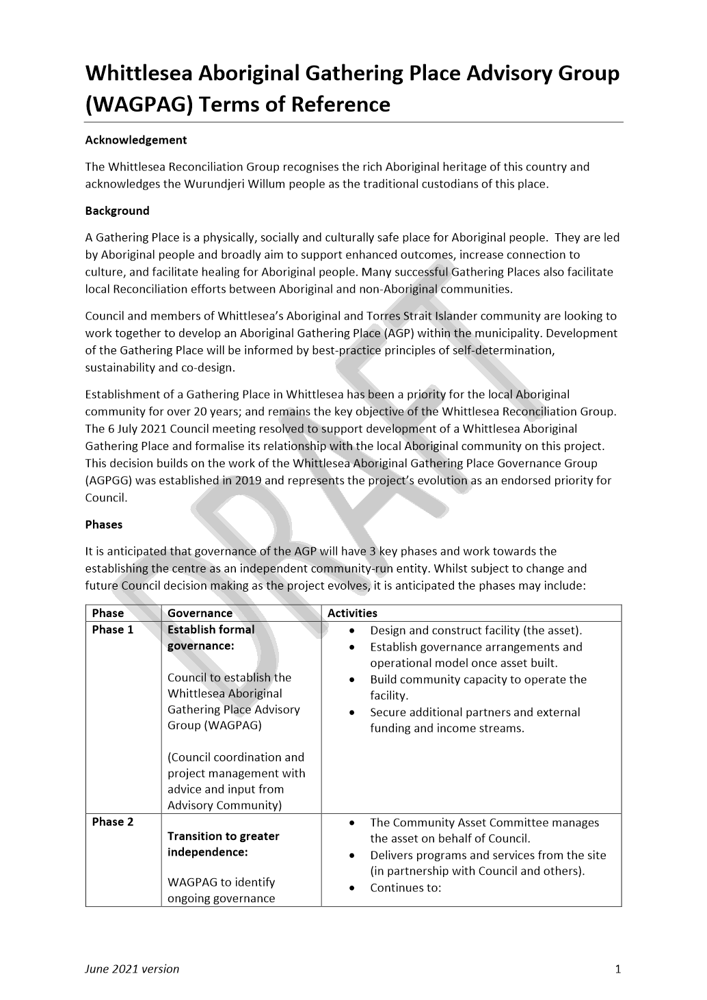 Whittlesea Aboriginal Gathering Place Advisory Group
(WAGPAG) Terms of Reference
Acknowledgement
The Whittlesea Reconciliation Group recognises the rich Aboriginal heritage of this country and
acknowledges the Wurundjeri Willum people as the traditional custodians of this place.
Background
A Gathering Place is a physically, socially and culturally safe place for Aboriginal people.  They are led
by Aboriginal people and broadly aim to support enhanced outcomes, increase connection to
culture, and facilitate healing for Aboriginal people. Many successful Gathering Places also facilitate
local Reconciliation efforts between Aboriginal and non-Aboriginal communities.
Council and members of Whittlesea’s Aboriginal and Torres Strait Islander community are looking to
work together to develop an Aboriginal Gathering Place (AGP) within the municipality. Development
of the Gathering Place will be informed by best-practice principles of self-determination,
sustainability and co-design.
Establishment of a Gathering Place in Whittlesea has been a priority for the local Aboriginal
community for over 20 years; and remains the key objective of the Whittlesea Reconciliation Group.
The 6 July 2021 Council meeting resolved to support development of a Whittlesea Aboriginal
Gathering Place and formalise its relationship with the local Aboriginal community on this project.
This decision builds on the work of the Whittlesea Aboriginal Gathering Place Governance Group
(AGPGG) was established in 2019 and represents the project’s evolution as an endorsed priority for
Council.
Phases
It is anticipated that governance of the AGP will have 3 key phases and work towards the
establishing the centre as an independent community-run entity. Whilst subject to change and
future Council decision making as the project evolves, it is anticipated the phases may include:
Phase Governance Activities
Phase 1
Establish formal
governance:
Council to establish the
Whittlesea Aboriginal
Gathering Place Advisory
Group (WAGPAG)
(Council coordination and
project management with
advice and input from
Advisory Community)
• Design and construct facility (the asset).
• Establish governance arrangements and
operational model once asset built.
• Build community capacity to operate the
facility.
• Secure additional partners and external
funding and income streams.
Phase 2
Transition to greater
independence:
WAGPAG to identify
ongoing governance
• The Community Asset Committee manages
the asset on behalf of Council.
• Delivers programs and services from the site
(in partnership with Council and others).
• Continues to:
June 2021 version 1
DRAFT